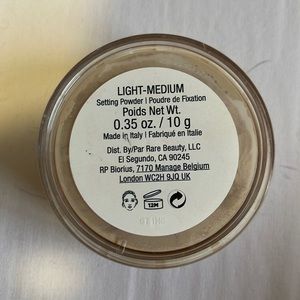 LIGHT-MEDIUM
Setting Powder | Poudre de Fixation
Poids Net Wt.
0.35 oz. / 10 g
Made in Italy | Fabriqué en Italie
Dist. By/Par Rare Beauty, LLC
El Segundo, CA 90245
RP Biorius, 7170 Manage Belgium
London WC2H 9JQ UK
12M